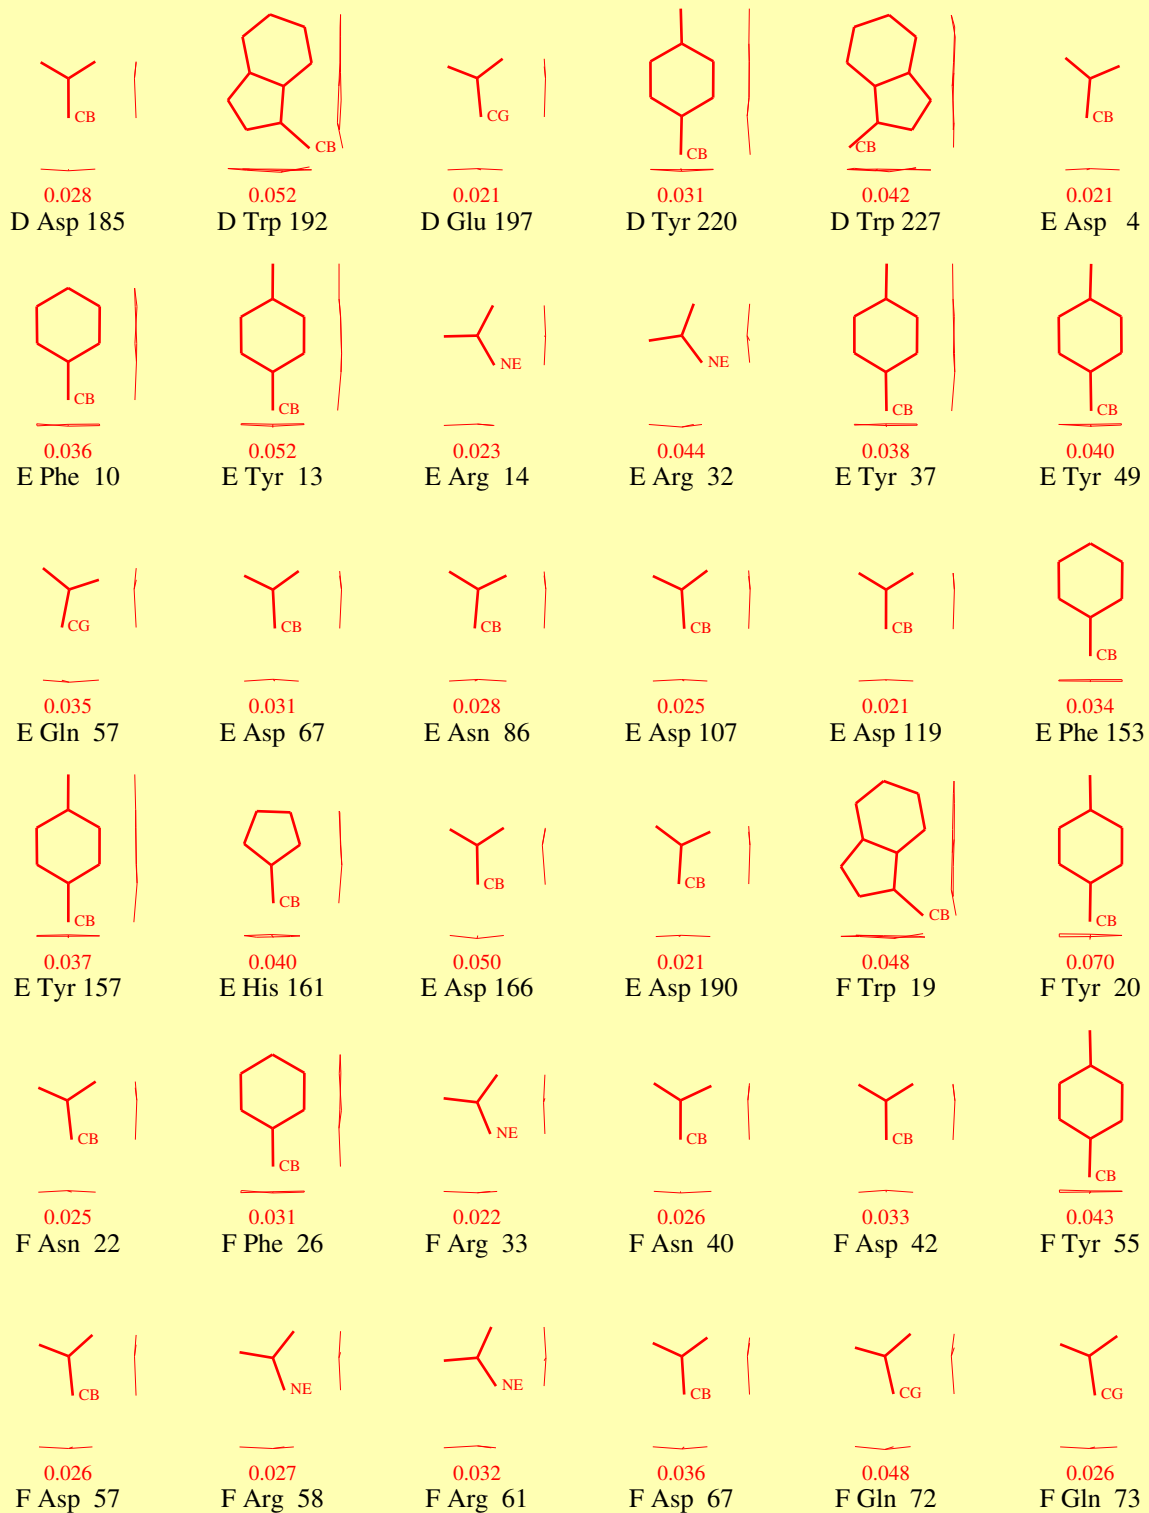 CB CB CG CB CB CB
0.028 0.052 0.021 0.031 0.042 0.021
D Asp 185 D Trp 192 D Glu 197 D Tyr 220 D Trp 227 E Asp 4
CB CB NE NE CB CB
0.036 0.052 0.023 0.044 0.038 0.040
E Phe 10 E Tyr 13 E Arg 14 E Arg 32 E Tyr 37 E Tyr 49
CG CB CB CB CB CB
0.035 0.031 0.028 0.025 0.021 0.034
E Gln 57 E Asp 67 E Asn 86 E Asp 107 E Asp 119 E Phe 153
CB CB CB CB CB CB
0.037 0.040 0.050 0.021 0.048 0.070
E Tyr 157 E His 161 E Asp 166 E Asp 190 F Trp 19 F Tyr 20
CB CB NE CB CB CB
0.025 0.031 0.022 0.026 0.033 0.043
F Asn 22 F Phe 26 F Arg 33 F Asn 40 F Asp 42 F Tyr 55
CB NE NE CB CG CG
0.026 0.027 0.032 0.036 0.048 0.026
F Asp 57 F Arg 58 F Arg 61 F Asp 67 F Gln 72 F Gln 73